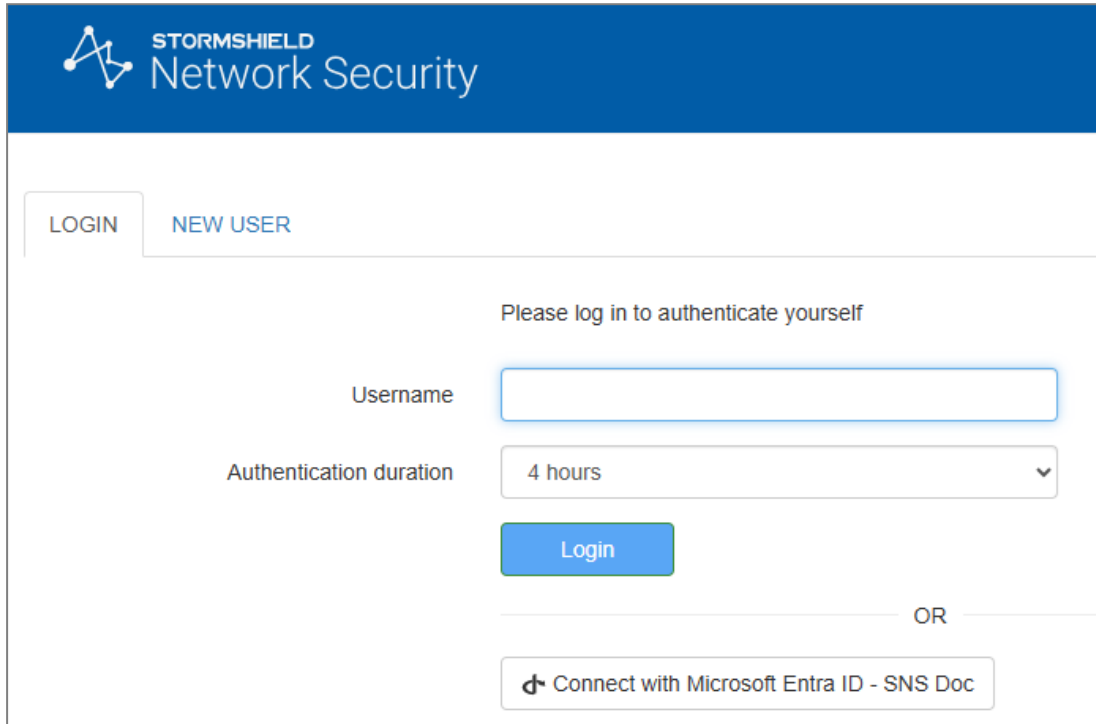 STORMSHIELD
Network Security
LOGIN NEW USER
Please log in to authenticate yourself
Username
Authentication duration 4 hours
Login
OR
Connect with Microsoft Entra ID - SNS Doc